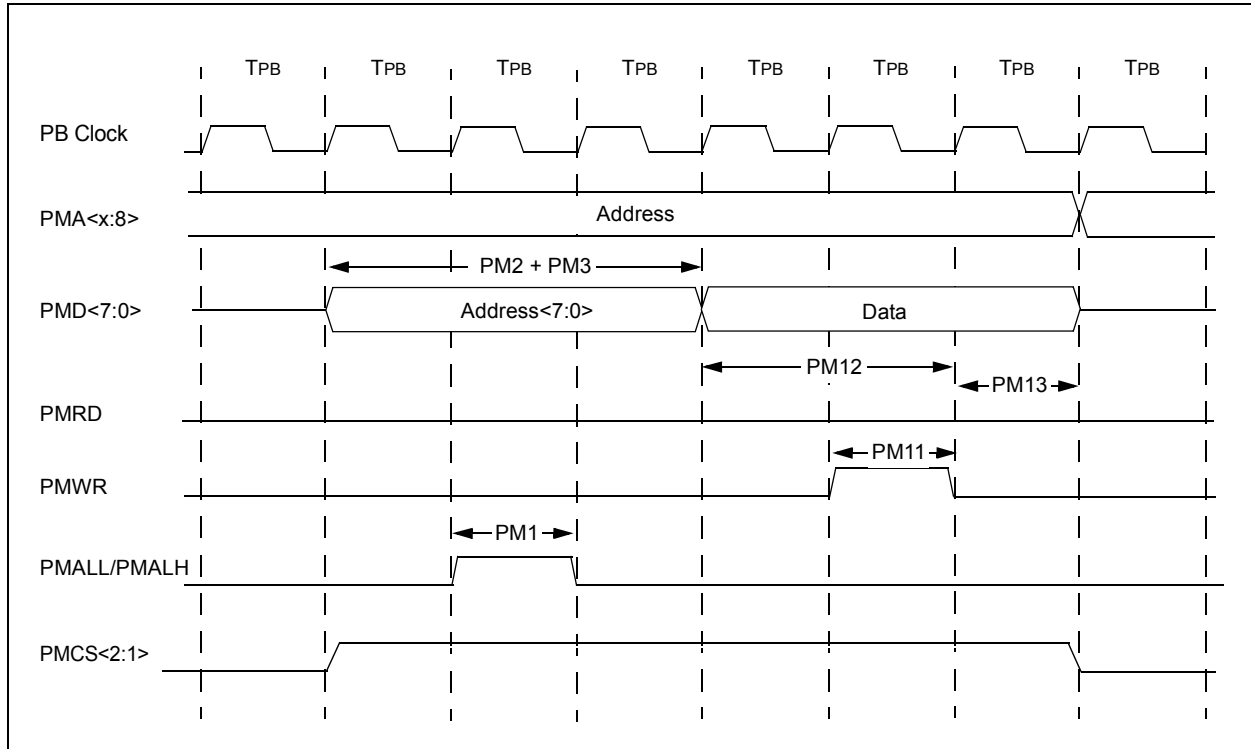 TPB TPB TPB TPB TPB TPB TPB TPB
PB Clock
PMA<x:8> Address
PM2 + PM3
PMD<7:0> Address<7:0> Data
PM12
PM13
PMRD
PM11
PMWR
PM1
PMALL/PMALH
PMCS<2:1>